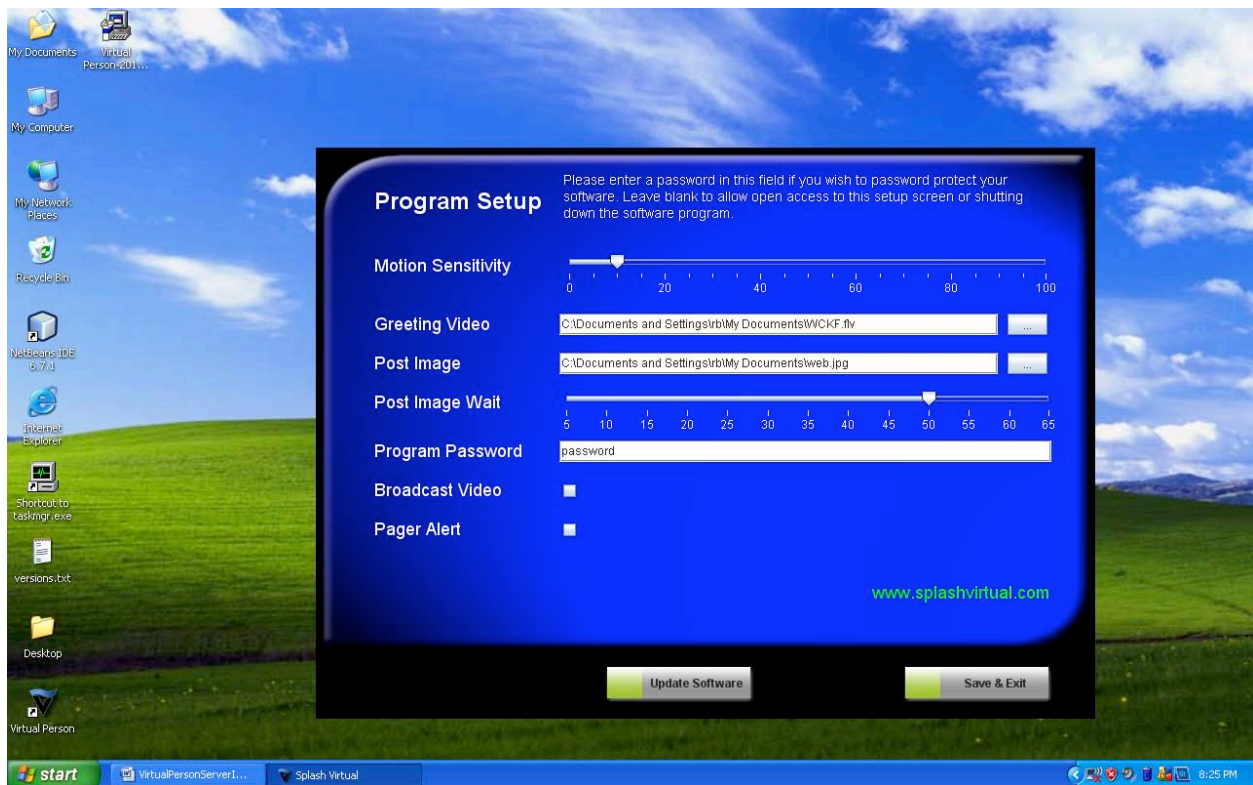 My Documents
Virtual
Person-201...
My Computer
My Network
Places
Recycle Bin
NetBeans IDE
6.7.1
Internet
Explorer
Shortcut to
taskmgr.exe
versions.txt
Desktop
Virtual Person
Program Setup
Please enter a password in this field if you wish to password protect your
software. Leave blank to allow open access to this setup screen or shutting
down the software program.
Motion Sensitivity
0 20 40 60 80 100
Greeting Video
C:\Documents and Settings\rb\My Documents\WCKF.flv
...
Post Image
C:\Documents and Settings\rb\My Documents\web.jpg
...
Post Image Wait
5 10 15 20 25 30 35 40 45 50 55 60 65
Program Password
password
Broadcast Video
Pager Alert
www.splashvirtual.com
Update Software
Save & Exit
start
VirtualPersonServerI...
Splash Virtual
8:25 PM